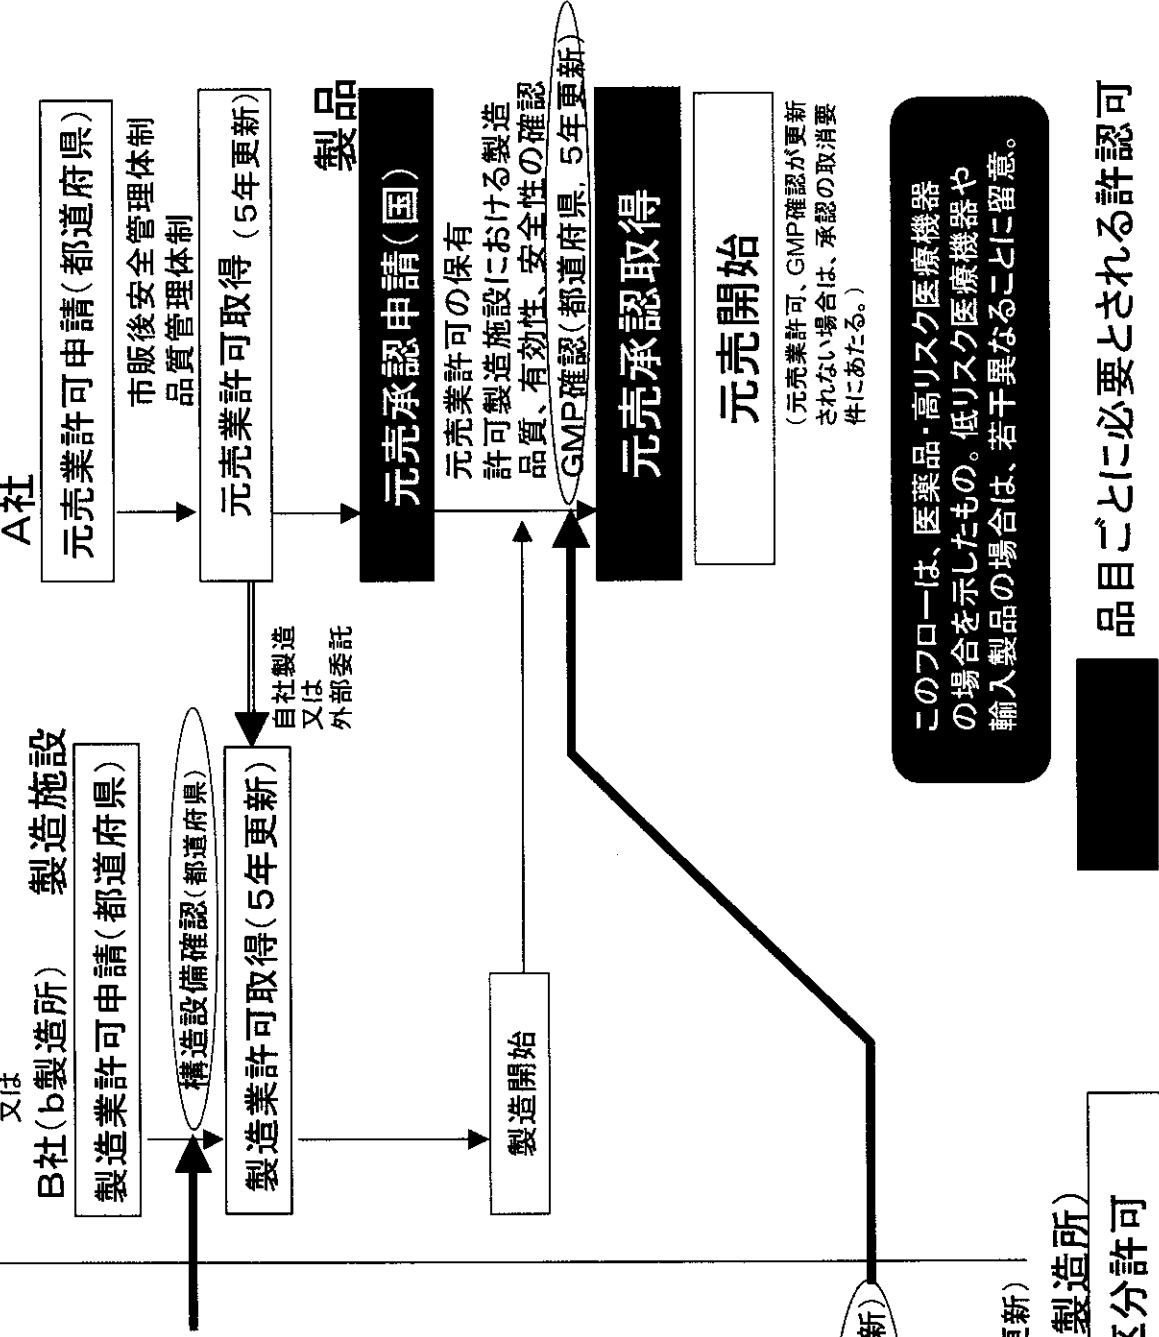 A社
元売業許可申請(都道府県)
市販後安全管理体制
品質管理体制
元売業許可取得(5年更新)
製品
元売承認申請(国)
元売業許可の保有
許可製造施設における製造
品質、有効性、安全性の確認
GMP確認(都道府県,5年更新)
元売承認取得
元売開始
(元売業許可、GMP確認が更新
されない場合は、承認の取消要
件にあたる。)
このフローは、医薬品・高リスク医療機器
の場合を示したもの。低リスク医療機器や
輸入製品の場合は、若干異なることに留意。
品目ごとに必要とされる許認可
又は
B社(b製造所) 製造施設
製造業許可申請(都道府県)
構造設備確認(都道府県)
製造業許可取得(5年更新)
自社製造
又は
外部委託
製造開始
新)
更新)
製造所)
区分許可